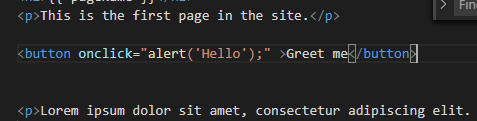 <p>This is the first page in the site.</p>
Fin
<button onclick="alert('Hello');" >Greet me</button>
<p>Lorem ipsum dolor sit amet, consectetur adipiscing elit.